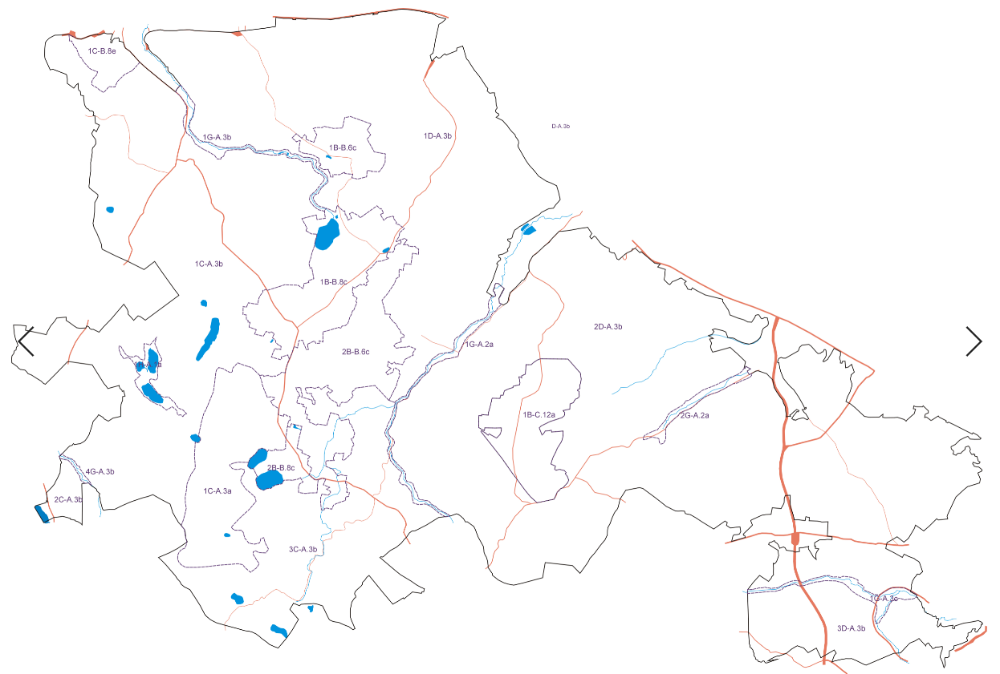 1C-B.8e
D-A.3b
1G-A.3b
1D-A.3b
1B-B.6c
1C-A.3b
1B-B.8c
2D-A.3b
1G-A.2a
2B-B.6c
1B-C.12a
2G-A.2a
2B-B.8c
4G-A.3b
1C-A.3a
2C-A.3b
3C-A.3b
1G-A.3c
3D-A.3b